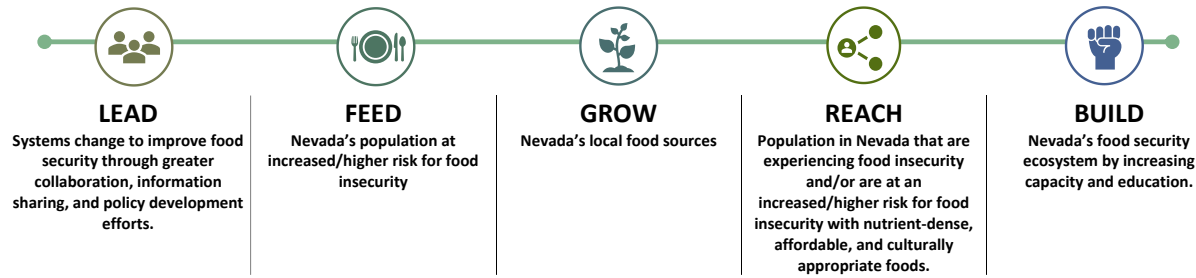 LEAD
Systems change to improve food
security through greater
collaboration, information
sharing, and policy development
efforts.
FEED
Nevada’s population at
increased/higher risk for food
insecurity
GROW
Nevada’s local food sources
REACH
Population in Nevada that are
experiencing food insecurity
and/or are at an
increased/higher risk for food
insecurity with nutrient-dense,
affordable, and culturally
appropriate foods.
BUILD
Nevada’s food security
ecosystem by increasing
capacity and education.